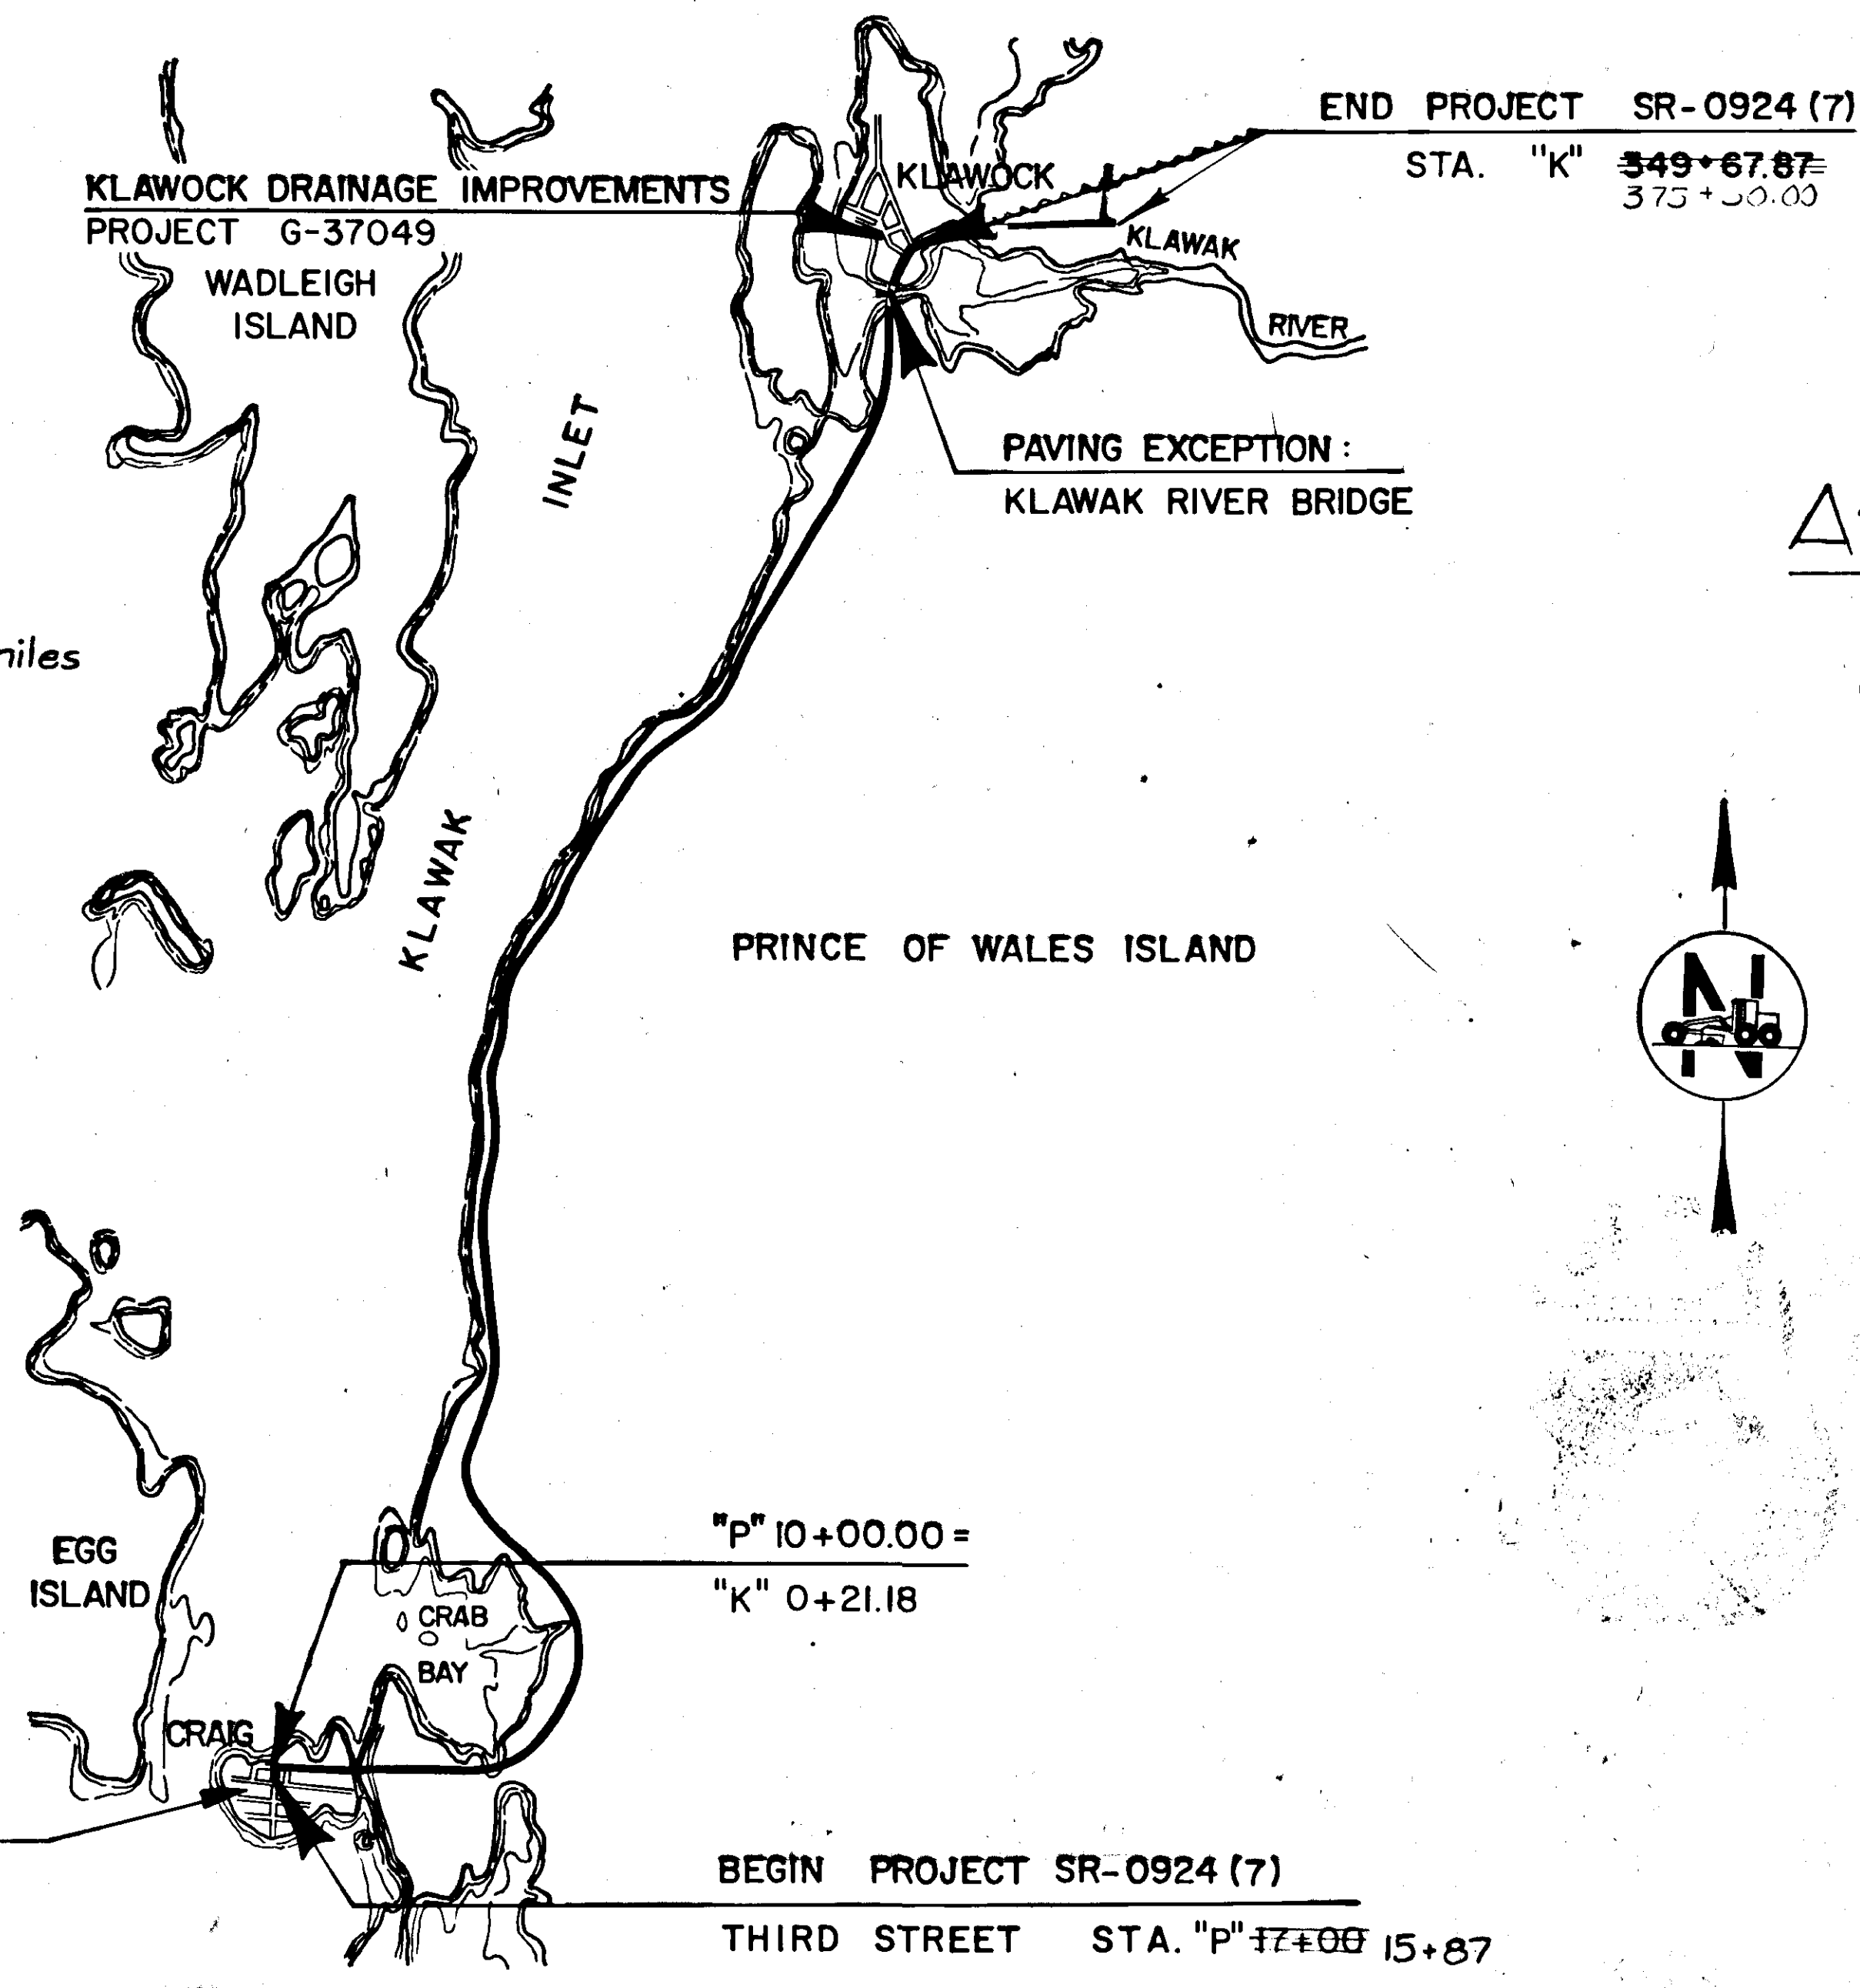 END PROJECT SR-0924 (7)
STA. "K" 349+67.87
KLAWOCK
KLAWOCK DRAINAGE IMPROVEMENTS
PROJECT G-37049
KLAWAK
RIVER
WADLEIGH
ISLAND
INLET
PAVING EXCEPTION:
KLAWAK RIVER BRIDGE
KLAWAK
PRINCE OF WALES ISLAND
N
"P" 10+00.00 =
"K" 0+21.18
EGG
ISLAND
CRAB
BAY
CRAIG
BEGIN PROJECT SR-0924 (7)
THIRD STREET STA. "P" 17+00 15+87